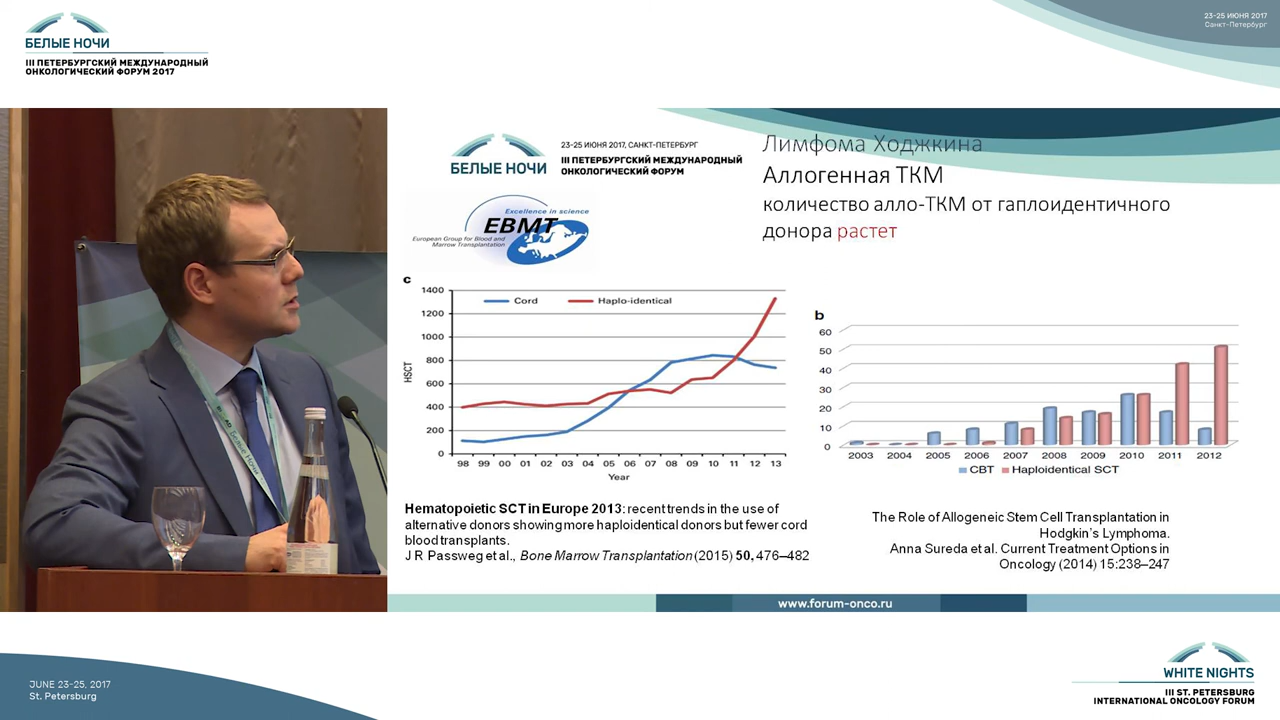 БЕЛЫЕ НОЧИ
III ПЕТЕРБУРГСКИЙ МЕЖДУНАРОДНЫЙ
ОНКОЛОГИЧЕСКИЙ ФОРУМ 2017
23-25 ИЮНЯ 2017
Санкт-Петербург
БЕЛЫЕ НОЧИ
23-25 ИЮНЯ 2017, САНКТ-ПЕТЕРБУРГ
III ПЕТЕРБУРГСКИЙ МЕЖДУНАРОДНЫЙ
ОНКОЛОГИЧЕСКИЙ ФОРУМ
Лимфома Ходжкина
Аллогенная ТКМ
количество алло-ТКМ от гаплоидентичного
донора растет
Excellence in science
EBMT
European Group for Blood and
Marrow Transplantation
c
1400
1200
1000
800
600
400
200
0
HSCT
Cord
Haplo-identical
98 99 00 01 02 03 04 05 06 07 08 09 10 11 12 13
Year
b
60
50
40
30
20
10
0
2003 2004 2005 2006 2007 2008 2009 2010 2011 2012
CBT Haploidentical SCT
Hematopoietic SCT in Europe 2013: recent trends in the use of
alternative donors showing more haploidentical donors but fewer cord
blood transplants.
J R Passweg et al., Bone Marrow Transplantation (2015) 50, 476–482
The Role of Allogeneic Stem Cell Transplantation in
Hodgkin's Lymphoma.
Anna Sureda et al. Current Treatment Options in
Oncology (2014) 15:238–247
www.forum-onco.ru
Белые Ночи
JUNE 23-25, 2017
St. Petersburg
WHITE NIGHTS
III ST. PETERSBURG
INTERNATIONAL ONCOLOGY FORUM